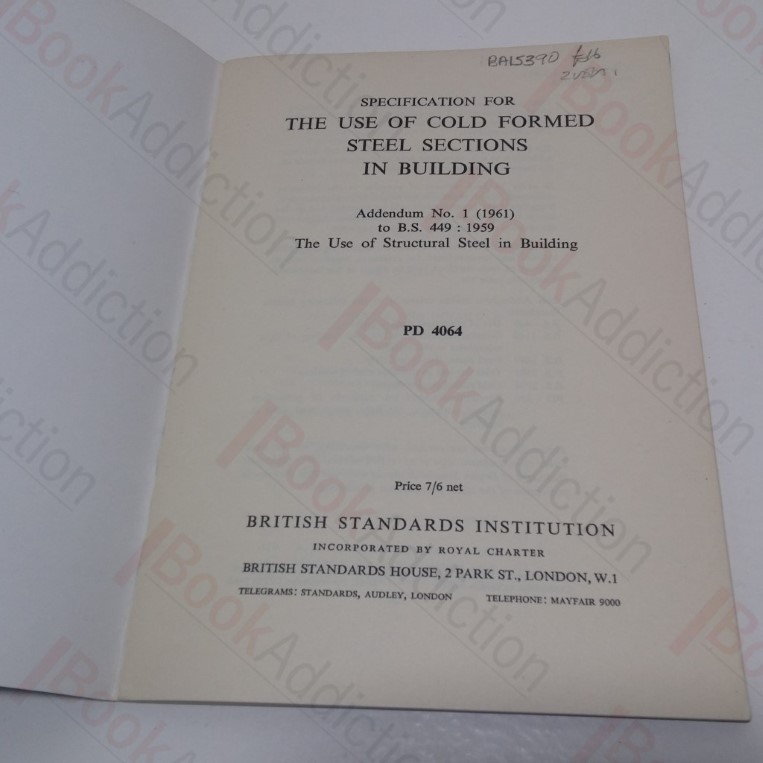 BAL5390
SPECIFICATION FOR
THE USE OF COLD FORMED
STEEL SECTIONS
IN BUILDING
Addendum No. 1 (1961)
to B.S. 449 : 1959
The Use of Structural Steel in Building
PD 4064
Price 7/6 net
BRITISH STANDARDS INSTITUTION
INCORPORATED BY ROYAL CHARTER
BRITISH STANDARDS HOUSE, 2 PARK ST., LONDON, W.1
TELEGRAMS: STANDARDS, AUDLEY, LONDON TELEPHONE: MAYFAIR 9000
BookAddiction